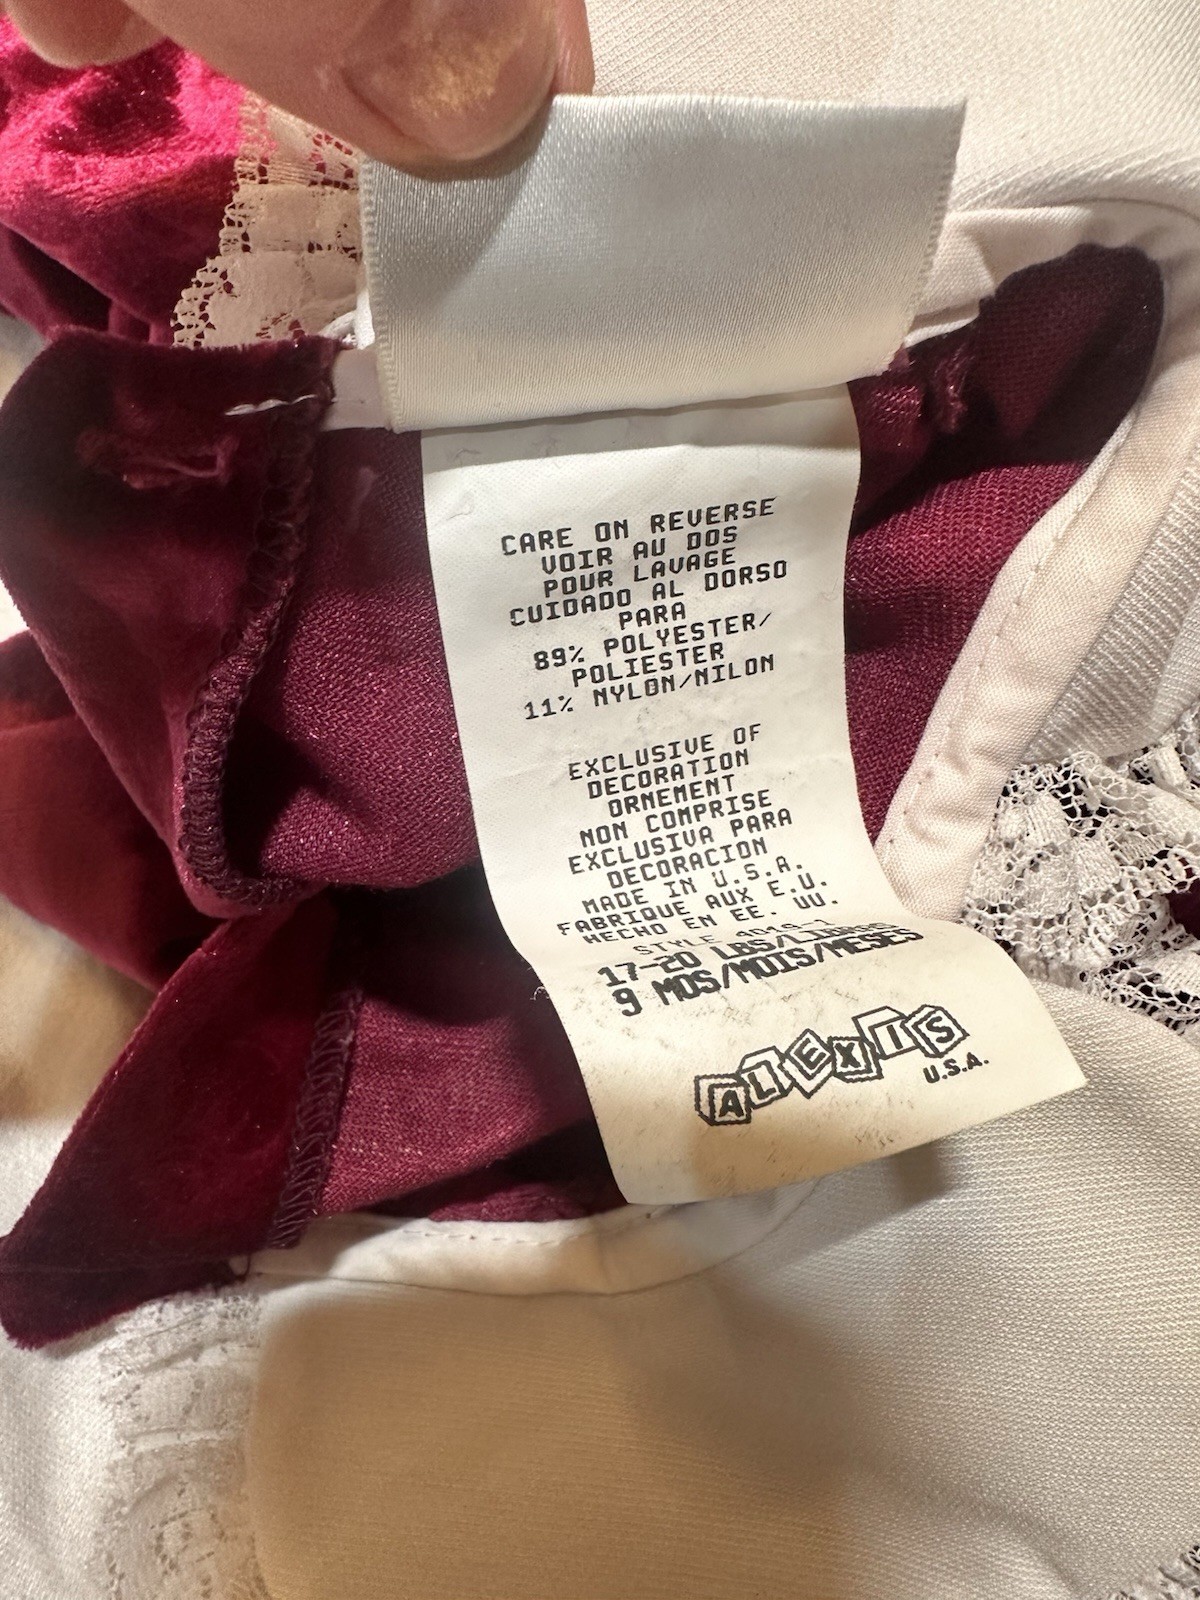 CARE ON REVERSE
VOIR AU DOS
POUR LAVAGE
CUIDADO AL DORSO
PARA
89% POLYESTER/
POLIESTER
11% NYLON/NILON
EXCLUSIVE OF
DECORATION
ORNEMENT
NON COMPRISE
EXCLUSIVA PARA
DECORACION
MADE IN U.S.A.
FABRIQUE AUX E.U.
HECHO EN EE. UU.
STYLE
17-20 LBS/LIBRAS
9 MOS/MOIS/MESES
ALEXIS
U.S.A.